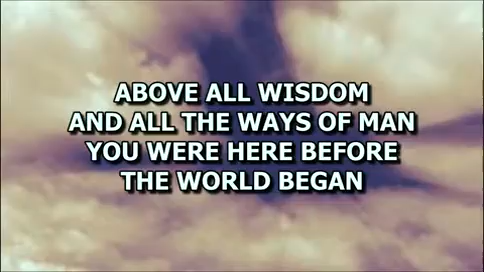 ABOVE ALL WISDOM
AND ALL THE WAYS OF MAN
YOU WERE HERE BEFORE
THE WORLD BEGAN